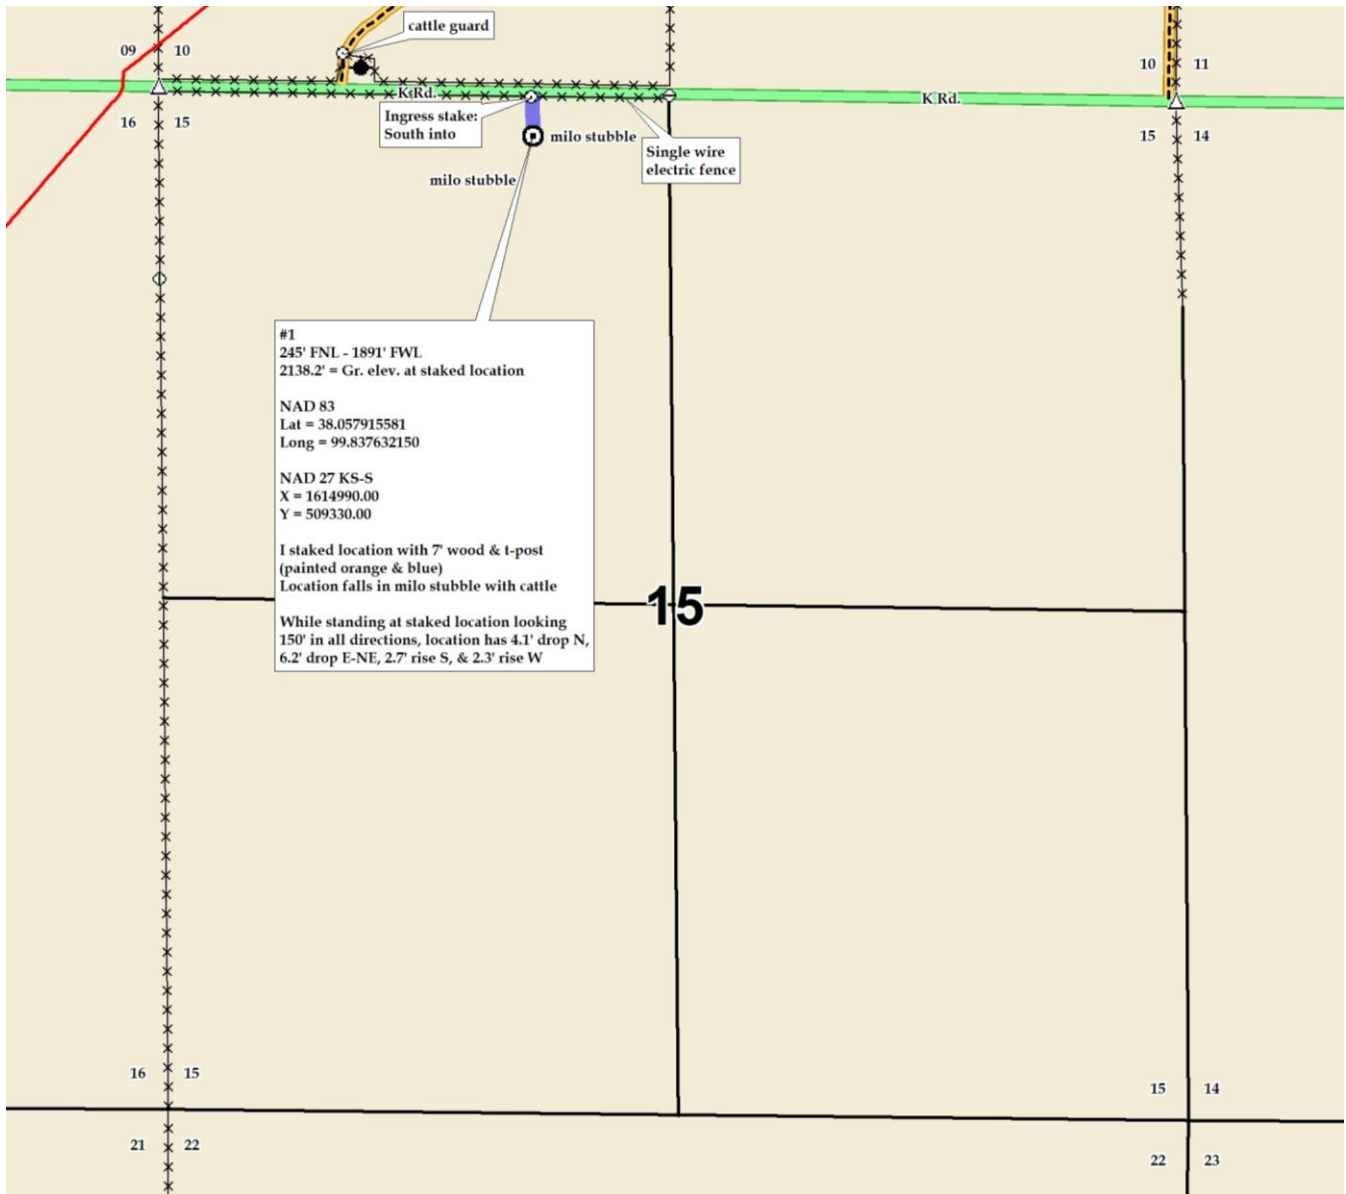 cattle guard
09 10
10 11
K Rd.
K Rd.
16 15
15 14
Ingress stake:
South into
milo stubble
Single wire
electric fence
milo stubble
#1
245' FNL - 1891' FWL
2138.2' = Gr. elev. at staked location
NAD 83
Lat = 38.057915581
Long = 99.837632150
NAD 27 KS-S
X = 1614990.00
Y = 509330.00
I staked location with 7' wood & t-post
(painted orange & blue)
Location falls in milo stubble with cattle
While standing at staked location looking
150' in all directions, location has 4.1' drop N,
6.2' drop E-NE, 2.7' rise S, & 2.3' rise W
15
16 15
15 14
21 22
22 23